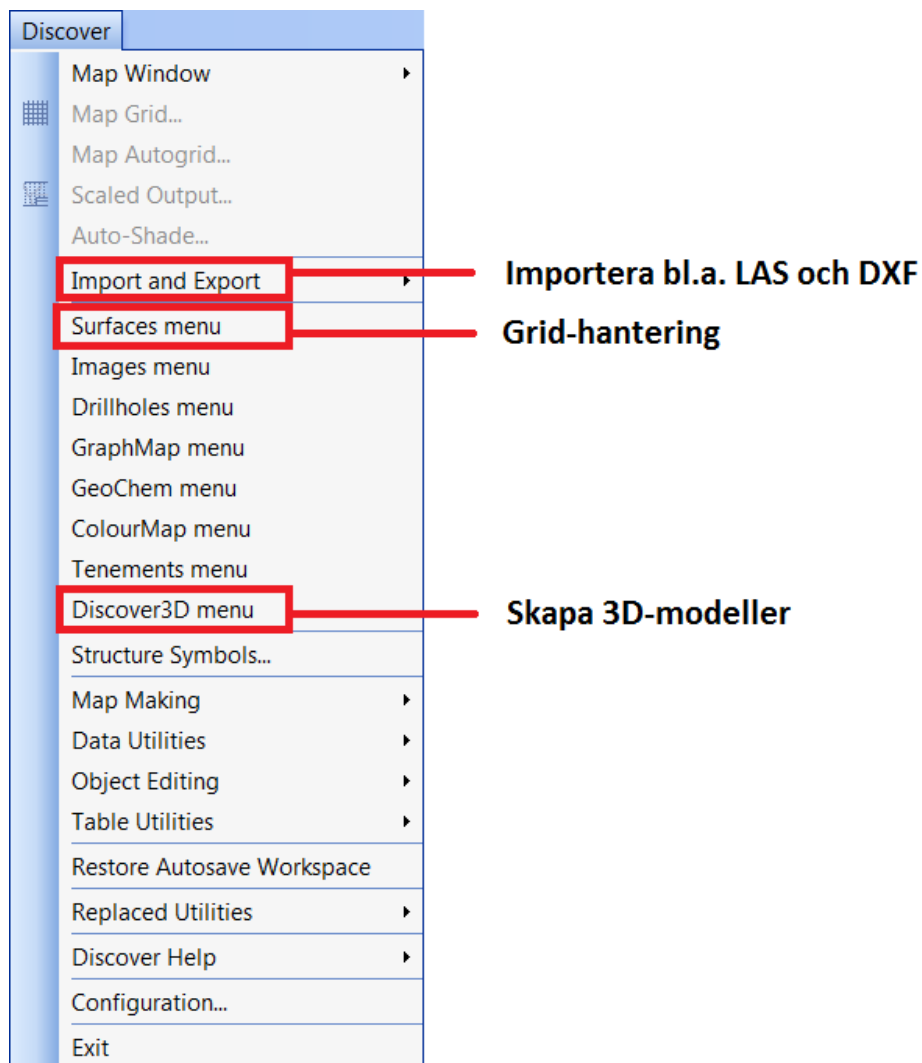 Discover
Map Window
Map Grid...
Map Autogrid...
Scaled Output...
Auto-Shade...
Import and Export
Importera bl.a. LAS och DXF
Surfaces menu
Grid-hantering
Images menu
Drillholes menu
GraphMap menu
GeoChem menu
ColourMap menu
Tenements menu
Discover3D menu
Skapa 3D-modeller
Structure Symbols...
Map Making
Data Utilities
Object Editing
Table Utilities
Restore Autosave Workspace
Replaced Utilities
Discover Help
Configuration...
Exit